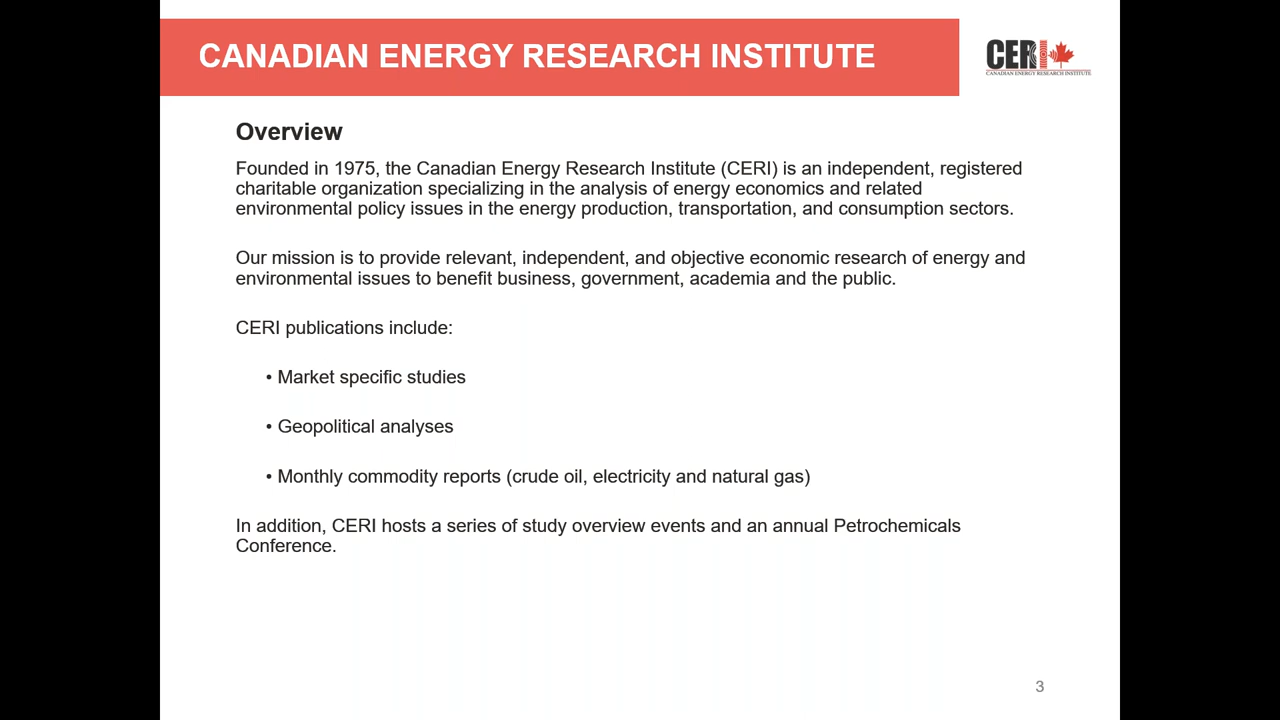 CANADIAN ENERGY RESEARCH INSTITUTE
CERI
CANADIAN ENERGY RESEARCH INSTITUTE
Overview
Founded in 1975, the Canadian Energy Research Institute (CERI) is an independent, registered
charitable organization specializing in the analysis of energy economics and related
environmental policy issues in the energy production, transportation, and consumption sectors.
Our mission is to provide relevant, independent, and objective economic research of energy and
environmental issues to benefit business, government, academia and the public.
CERI publications include:
• Market specific studies
• Geopolitical analyses
• Monthly commodity reports (crude oil, electricity and natural gas)
In addition, CERI hosts a series of study overview events and an annual Petrochemicals
Conference.
3